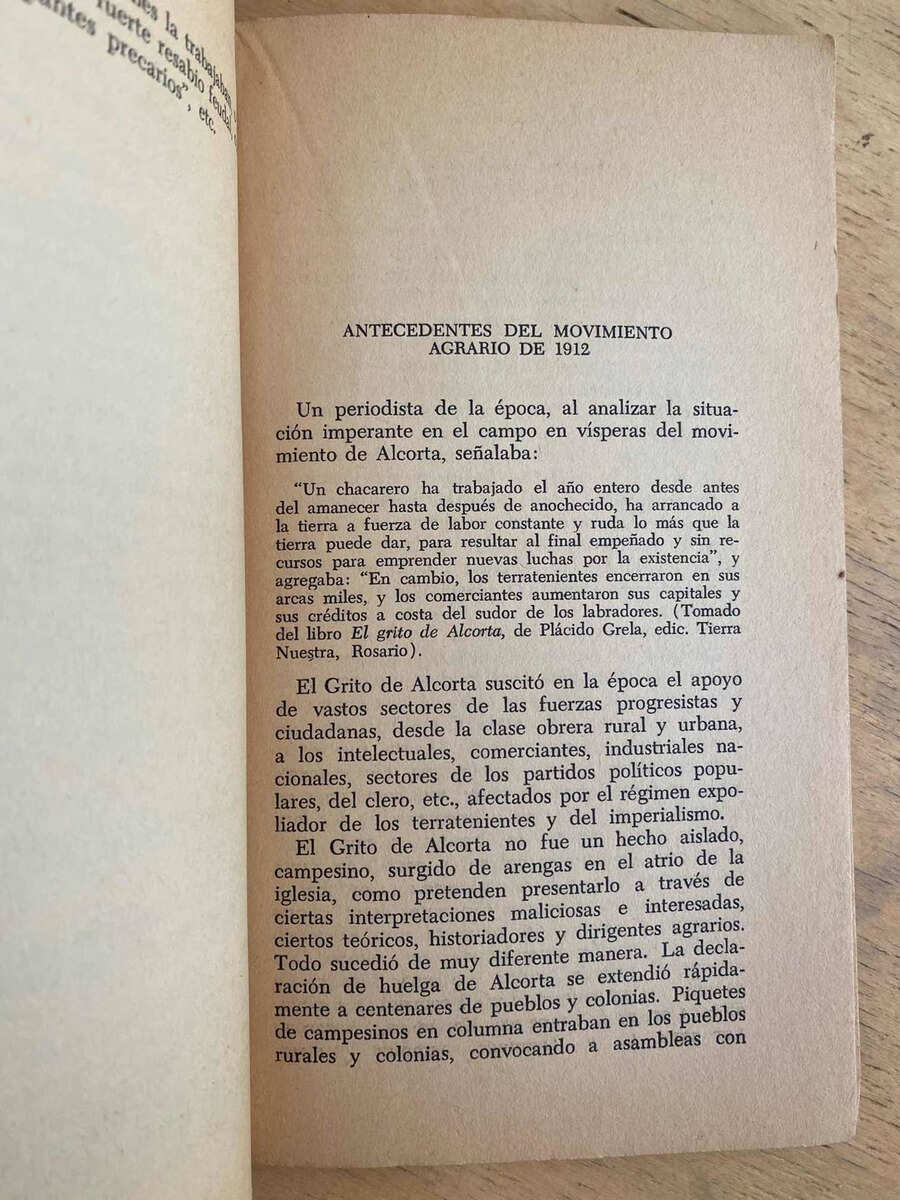 la trabajaban,
fuerte resabio feudal,
precarios", etc.
ANTECEDENTES DEL MOVIMIENTO
AGRARIO DE 1912
Un periodista de la época, al analizar la situa-
ción imperante en el campo en vísperas del movi-
miento de Alcorta, señalaba:
"Un chacarero ha trabajado el año entero desde antes
del amanecer hasta después de anochecido, ha arrancado a
la tierra a fuerza de labor constante y ruda lo más que la
tierra puede dar, para resultar al final empeñado y sin re-
cursos para emprender nuevas luchas por la existencia", y
agregaba: "En cambio, los terratenientes encerraron en sus
arcas miles, y los comerciantes aumentaron sus capitales y
sus créditos a costa del sudor de los labradores. (Tomado
del libro El grito de Alcorta, de Plácido Grela, edic. Tierra
Nuestra, Rosario).
El Grito de Alcorta suscitó en la época el apoyo
de vastos sectores de las fuerzas progresistas y
ciudadanas, desde la clase obrera rural y urbana,
a los intelectuales, comerciantes, industriales na-
cionales, sectores de los partidos políticos popu-
lares, del clero, etc., afectados por el régimen expo-
liador de los terratenientes y del imperialismo.
El Grito de Alcorta no fue un hecho aislado,
campesino, surgido de arengas en el atrio de la
iglesia, como pretenden presentarlo a través de
ciertas interpretaciones maliciosas e interesadas,
ciertos teóricos, historiadores y dirigentes agrarios.
Todo sucedió de muy diferente manera. La decla-
ración de huelga de Alcorta se extendió rápida-
mente a centenares de pueblos y colonias. Piquetes
de campesinos en columna entraban en los pueblos
rurales y colonias, convocando a asambleas con